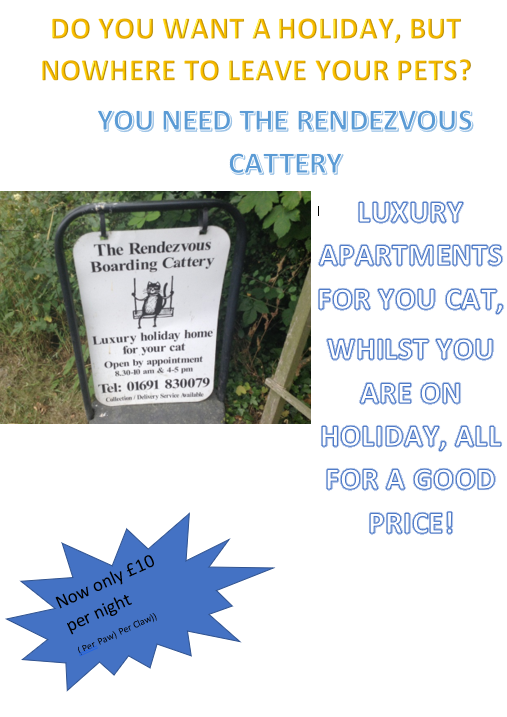 DO YOU WANT A HOLIDAY, BUT
NOWHERE TO LEAVE YOUR PETS?
YOU NEED THE RENDEZVOUS
CATTERY
The Rendezvous
Boarding Cattery
Luxury holiday home
for your cat
Open by appointment
8.30-10 am & 4-5 pm
Tel: 01691 830079
Collection / Delivery Service Available
LUXURY
APARTMENTS
FOR YOU CAT,
WHILST YOU
ARE ON
HOLIDAY, ALL
FOR A GOOD
PRICE!
Now only £10
per night
( Per Paw) Per Claw))